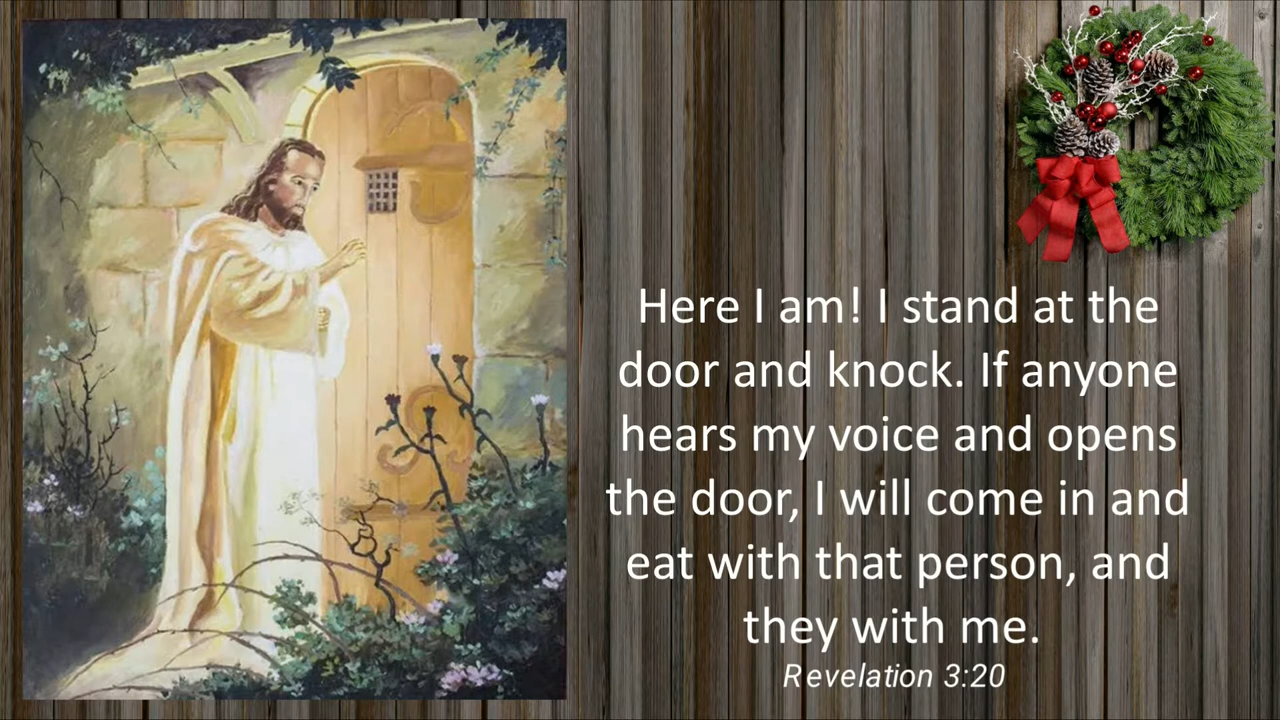 Here I am! I stand at the
door and knock. If anyone
hears my voice and opens
the door, I will come in and
eat with that person, and
they with me.
Revelation 3:20